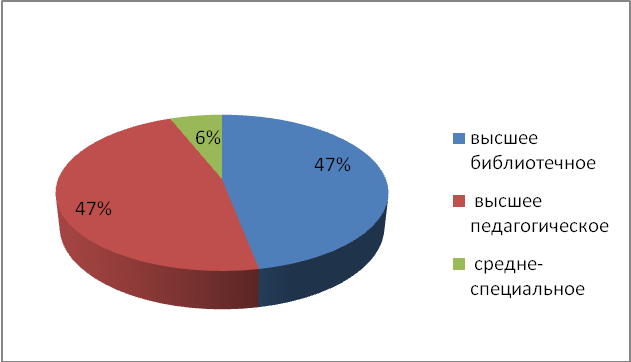 6%
47%
47%
высшее
библиотечное
высшее
педагогическое
средне-
специальное